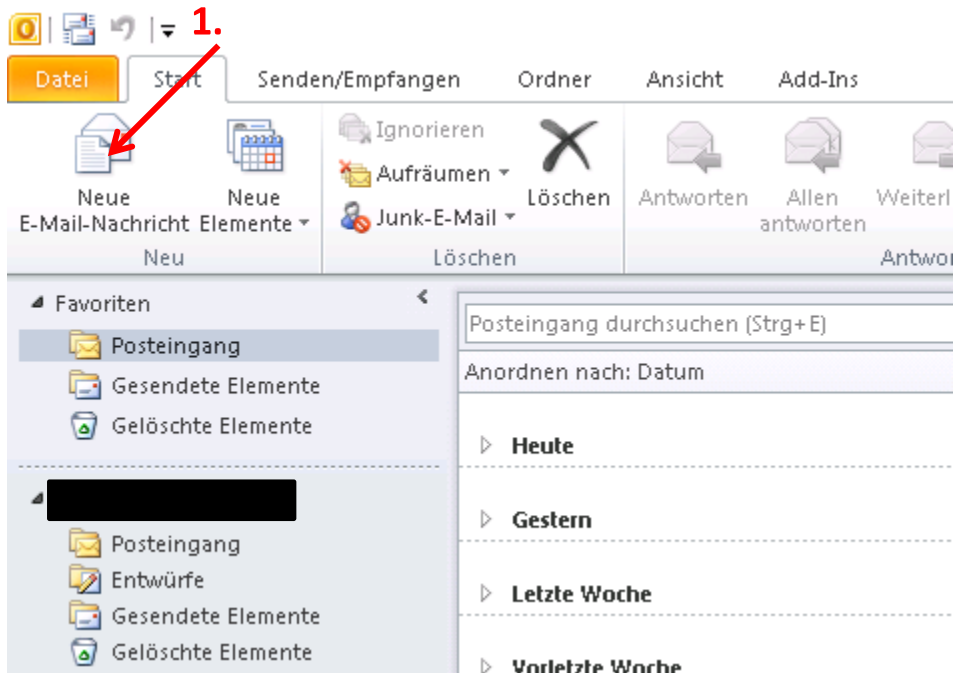 1.
Datei Start Senden/Empfangen Ordner Ansicht Add-Ins
Ignorieren
Aufräumen
Junk-E-Mail
Neue
E-Mail-Nachricht
Neue
Elemente
Löschen
Antworten
Allen
antworten
Weiterl
Neu Löschen Antwor
Favoriten
Posteingang
Gesendete Elemente
Gelöschte Elemente
Posteingang
Entwürfe
Gesendete Elemente
Gelöschte Elemente
Posteingang durchsuchen (Strg+E)
Anordnen nach: Datum
Heute
Gestern
Letzte Woche
Vorletzte Woche